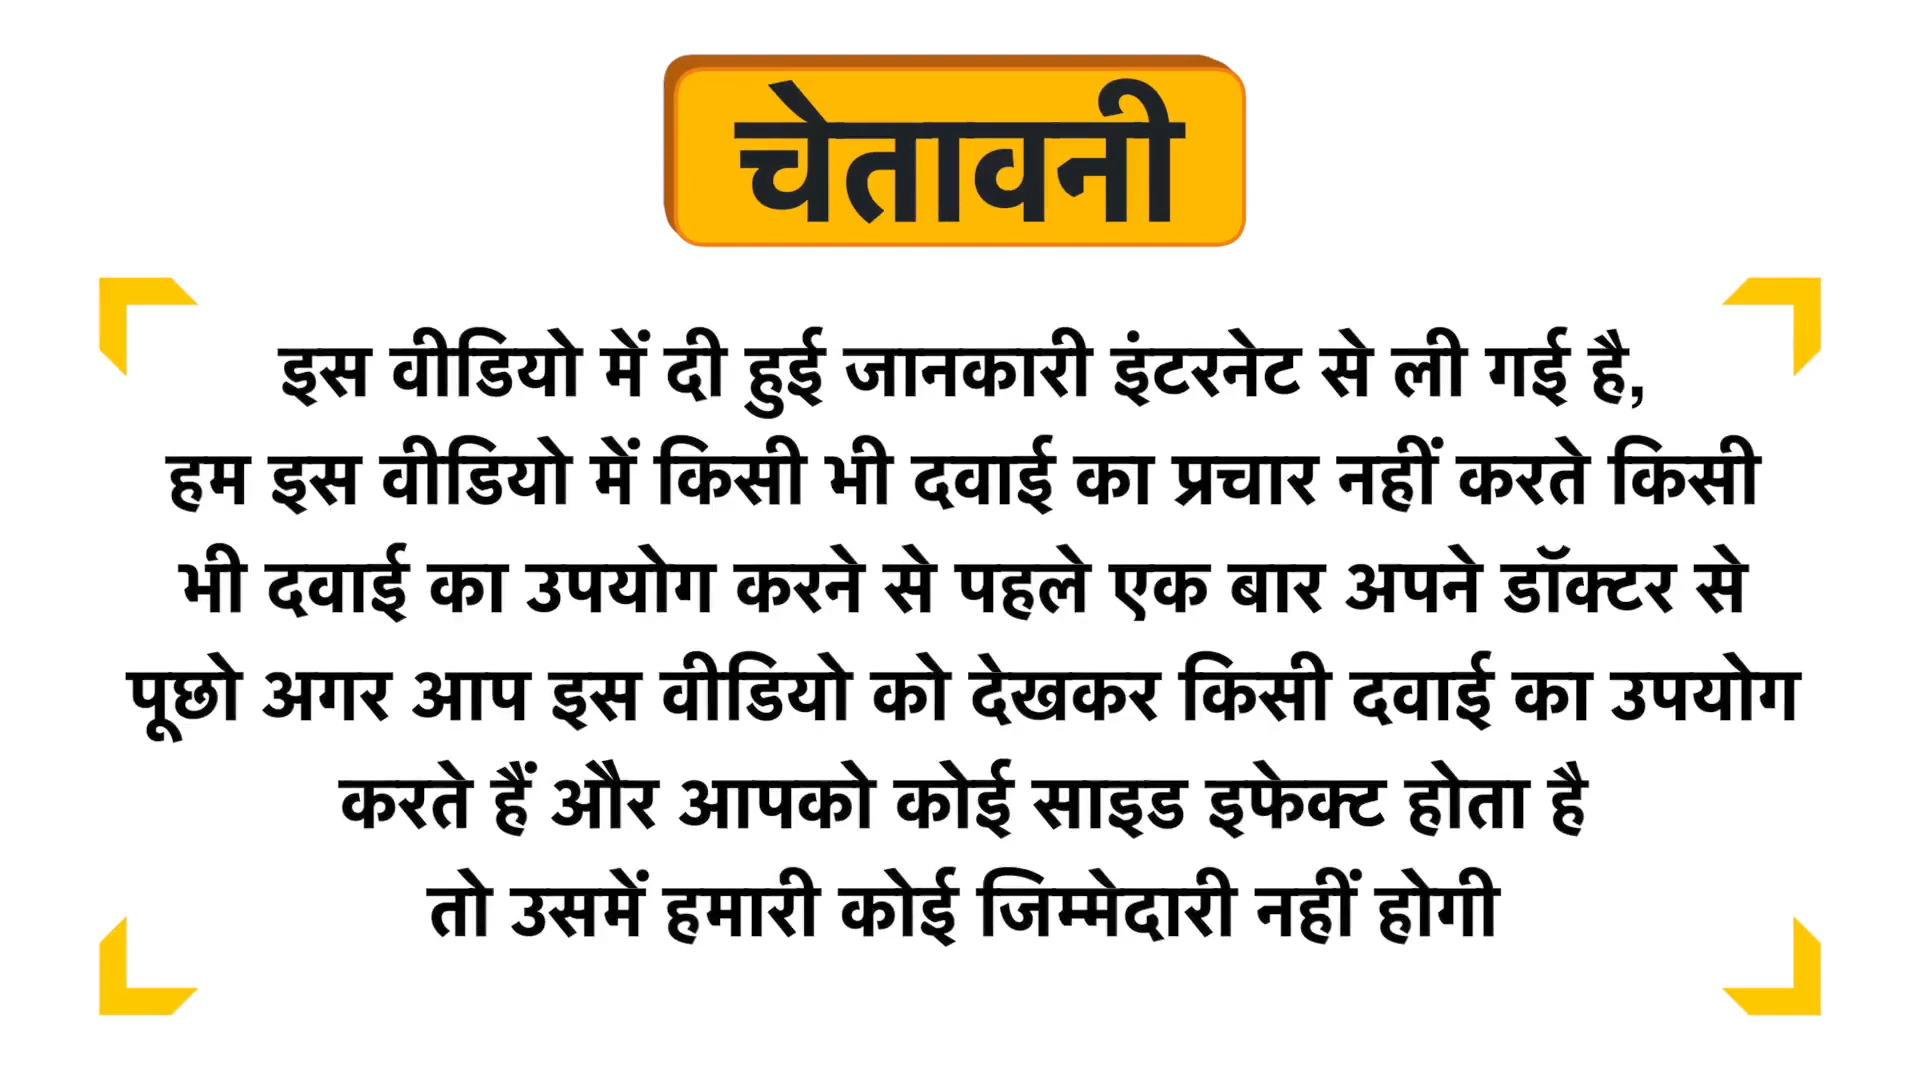 चेतावनी
इस वीडियो में दी हुई जानकारी इंटरनेट से ली गई है,
हम इस वीडियो में किसी भी दवाई का प्रचार नहीं करते किसी
भी दवाई का उपयोग करने से पहले एक बार अपने डॉक्टर से
पूछो अगर आप इस वीडियो को देखकर किसी दवाई का उपयोग
करते हैं और आपको कोई साइड इफेक्ट होता है
तो उसमें हमारी कोई जिम्मेदारी नहीं होगी